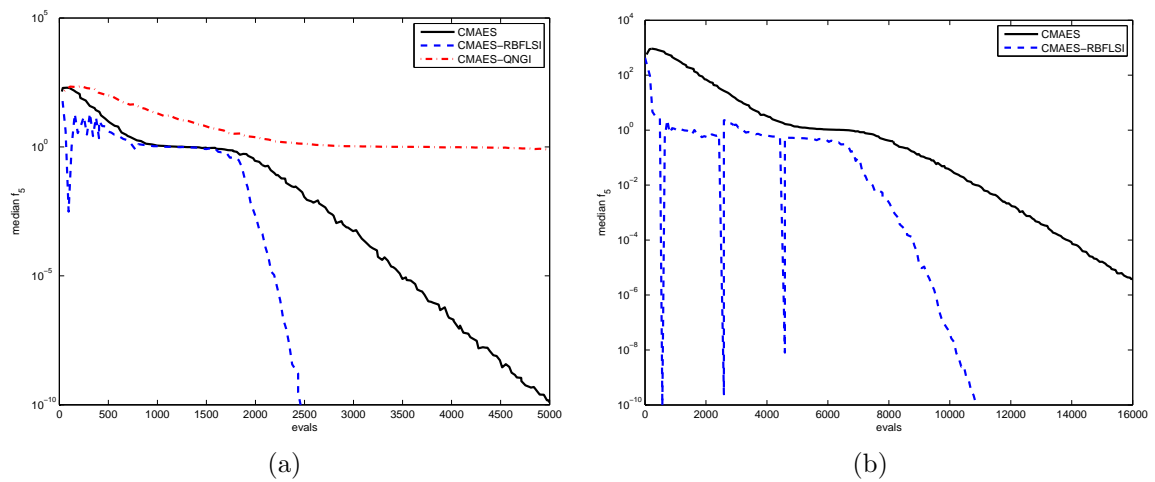 10^5
10^0
10^-5
10^-10
median f_5
0 500 1000 1500 2000 2500 3000 3500 4000 4500 5000
evals
CMAES
CMAES-RBFLSI
CMAES-QNGI
(a)
10^4
10^2
10^0
10^-2
10^-4
10^-6
10^-8
10^-10
median f_5
0 2000 4000 6000 8000 10000 12000 14000 16000
evals
CMAES
CMAES-RBFLSI
(b)